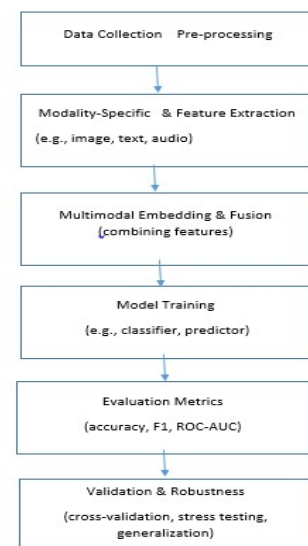 Data Collection   Pre-processing
Modality-Specific  & Feature Extraction
(e.g., image, text, audio)
Multimodal Embedding & Fusion
(combining features)
Model Training
(e.g., classifier, predictor)
Evaluation Metrics
(accuracy, F1, ROC-AUC)
Validation & Robustness
(cross-validation, stress testing,
generalization)